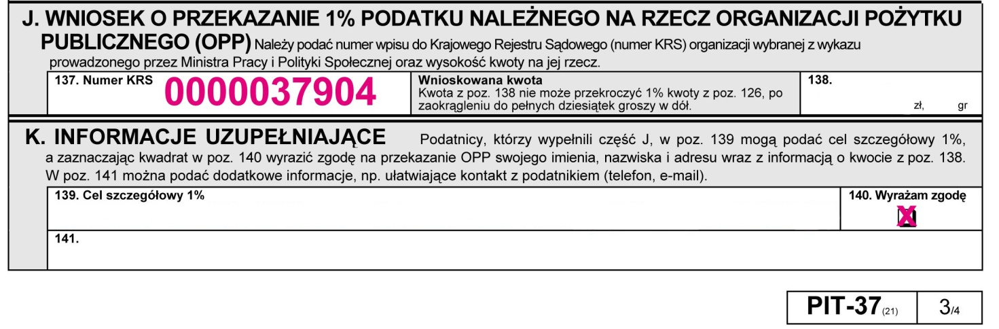 J. WNIOSEK O PRZEKAZANIE 1% PODATKU NALEŻNEGO NA RZECZ ORGANIZACJI POŻYTKU
PUBLICZNEGO (OPP) Należy podać numer wpisu do Krajowego Rejestru Sądowego (numer KRS) organizacji wybranej z wykazu
prowadzonego przez Ministra Pracy i Polityki Społecznej oraz wysokość kwoty na jej rzecz.
137. Numer KRS 0000037904
Wnioskowana kwota
Kwota z poz. 138 nie może przekroczyć 1% kwoty z poz. 126, po
zaokrągleniu do pełnych dziesiątek groszy w dół.
138.
zł, gr
K. INFORMACJE UZUPEŁNIAJĄCE Podatnicy, którzy wypełnili część J, w poz. 139 mogą podać cel szczegółowy 1%,
a zaznaczając kwadrat w poz. 140 wyrazić zgodę na przekazanie OPP swojego imienia, nazwiska i adresu wraz z informacją o kwocie z poz. 138.
W poz. 141 można podać dodatkowe informacje, np. ułatwiające kontakt z podatnikiem (telefon, e-mail).
139. Cel szczegółowy 1%
140. Wyrażam zgodę
X
141.
PIT-37 (21) 3/4